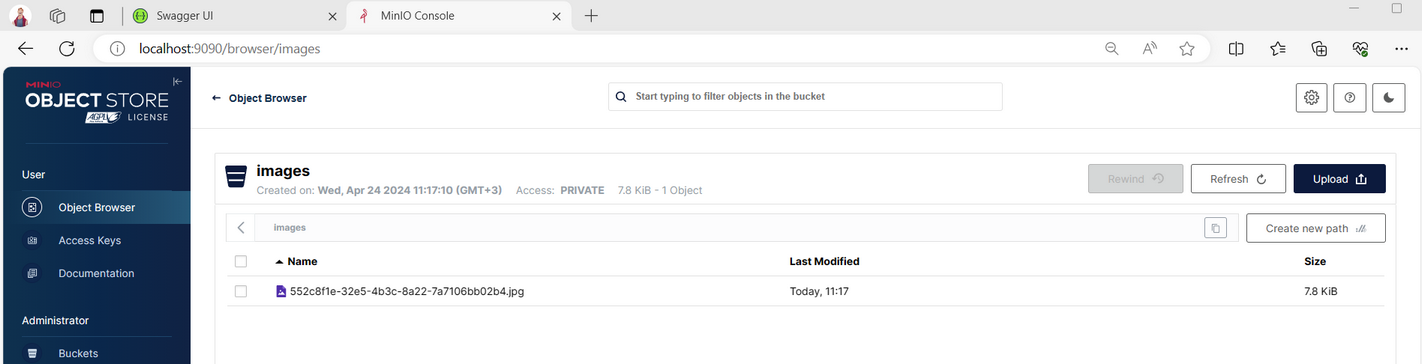 Swagger UI
MinIO Console
localhost:9090/browser/images
MINIO
OBJECT STORE
AGPLv3 LICENSE
Object Browser
Start typing to filter objects in the bucket
User
Object Browser
Access Keys
Documentation
Administrator
Buckets
images
Created on: Wed, Apr 24 2024 11:17:10 (GMT+3) Access: PRIVATE 7.8 KiB - 1 Object
Rewind
Refresh
Upload
images
Create new path
Name Last Modified Size
552c8f1e-32e5-4b3c-8a22-7a7106bb02b4.jpg Today, 11:17 7.8 KiB